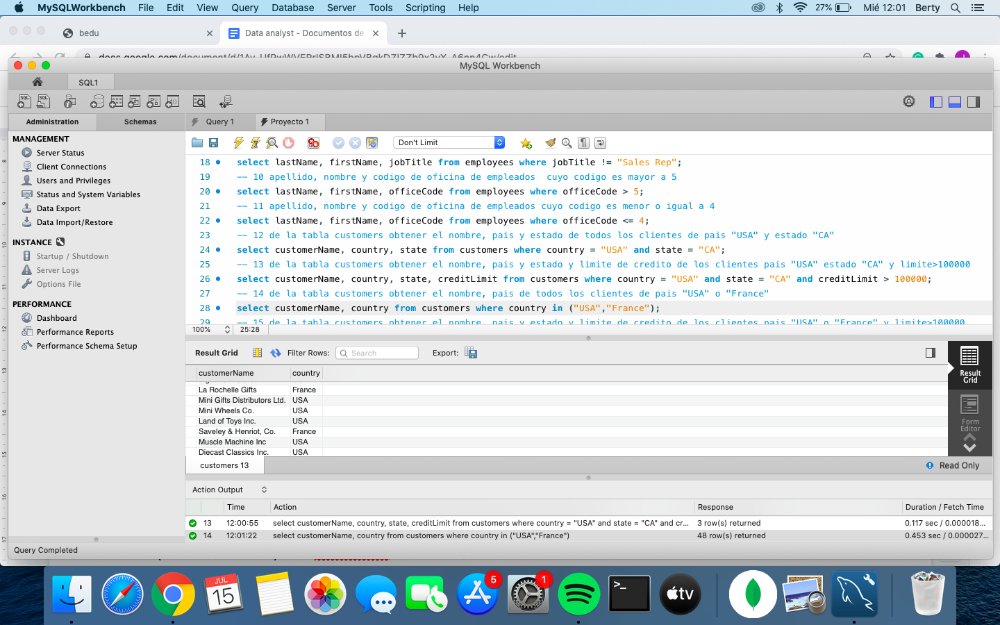 MySQLWorkbench File Edit View Query Database Server Tools Scripting Help 27% Mié 12:01 Berty
bedu
Data analyst - Documentos de
MySQL Workbench
SQL1
Administration Schemas Query 1 Proyecto 1
MANAGEMENT
Server Status
Client Connections
Users and Privileges
Status and System Variables
Data Export
Data Import/Restore
INSTANCE
Startup / Shutdown
Server Logs
Options File
PERFORMANCE
Dashboard
Performance Reports
Performance Schema Setup
Don't Limit
18 select lastName, firstName, jobTitle from employees where jobTitle != "Sales Rep";
19 -- 10 apellido, nombre y codigo de oficina de empleados  cuyo codigo es mayor a 5
20 select lastName, firstName, officeCode from employees where officeCode > 5;
21 -- 11 apellido, nombre y codigo de oficina de empleados cuyo codigo es menor o igual a 4
22 select lastName, firstName, officeCode from employees where officeCode <= 4;
23 -- 12 de la tabla customers obtener el nombre, pais y estado de todos los clientes de pais "USA" y estado "CA"
24 select customerName, country, state from customers where country = "USA" and state = "CA";
25 -- 13 de la tabla customers obtener el nombre, pais y estado y limite de credito de los clientes pais "USA" estado "CA" y limite>100000
26 select customerName, country, state, creditLimit from customers where country = "USA" and state = "CA" and creditLimit > 100000;
27 -- 14 de la tabla customers obtener el nombre, pais de todos los clientes de pais "USA" o "France"
28 select customerName, country from customers where country in ("USA","France");
29 -- 15 de la tabla customers obtener el nombre, pais y estado y limite de credito de los clientes pais "USA" o "France" y limite>100000
100% 25:28
Result Grid Filter Rows: Search Export:
customerName country
La Rochelle Gifts France
Mini Gifts Distributors Ltd. USA
Mini Wheels Co. USA
Land of Toys Inc. USA
Saveley & Henriot, Co. France
Muscle Machine Inc USA
Diecast Classics Inc. USA
Result Grid
Form Editor
customers 13 Read Only
Action Output
Time Action Response Duration / Fetch Time
13 12:00:55 select customerName, country, state, creditLimit from customers where country = "USA" and state = "CA" and cr... 3 row(s) returned 0.117 sec / 0.000018...
14 12:01:22 select customerName, country from customers where country in ("USA","France") 48 row(s) returned 0.453 sec / 0.000027...
Query Completed
JUL
15
5
1
tv